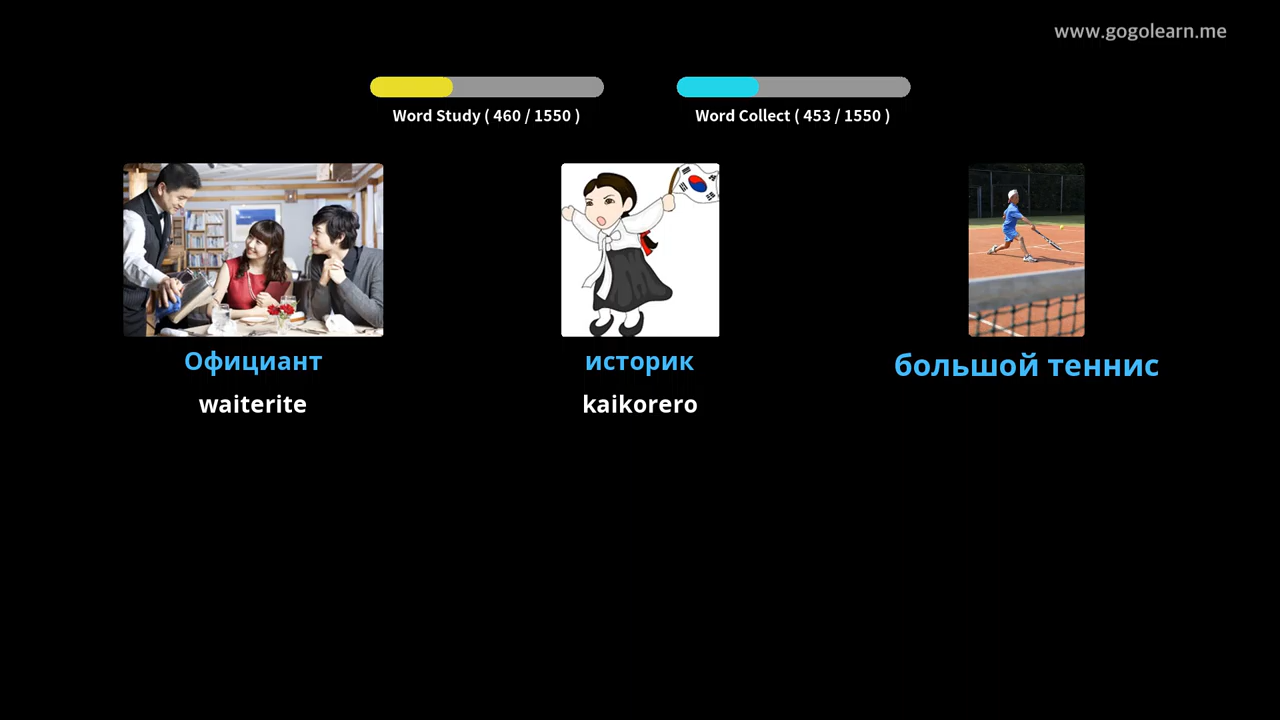 www.gogolearn.me
Word Study ( 460 / 1550 )
Word Collect ( 453 / 1550 )
Официант
историк
большой теннис
waiterite
kaikorero